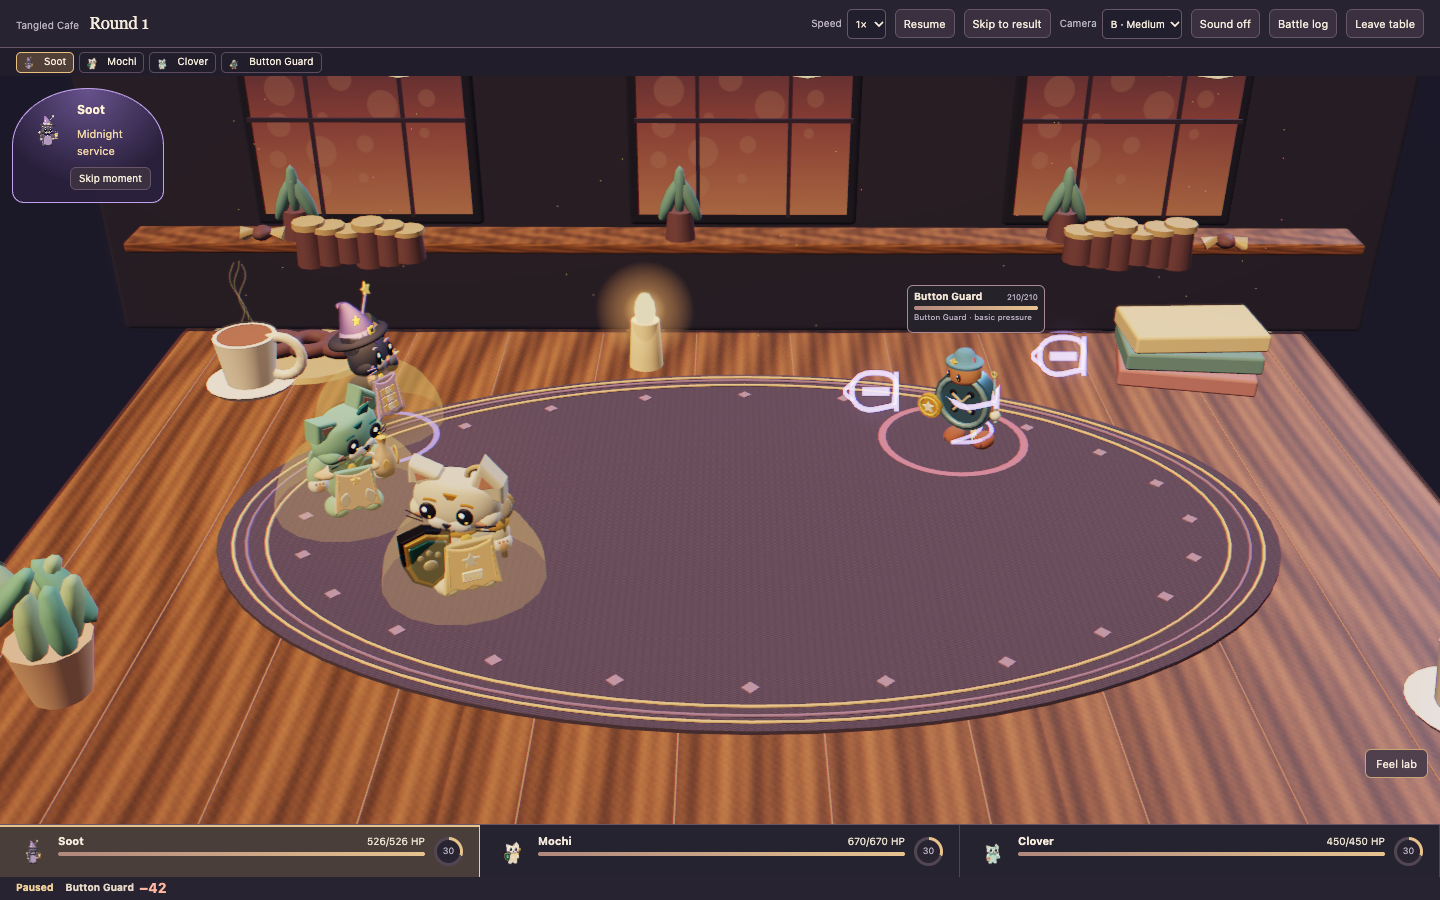 Tangled Cafe Round 1
Speed 1× Resume Skip to result Camera B · Medium Sound off Battle log Leave table
Soot Mochi Clover Button Guard
Soot
Midnight
service
Skip moment
Button Guard 210/210
Button Guard · basic pressure
Feel lab
Soot 526/526 HP 30
Mochi 670/670 HP 30
Clover 450/450 HP 30
Paused Button Guard −42